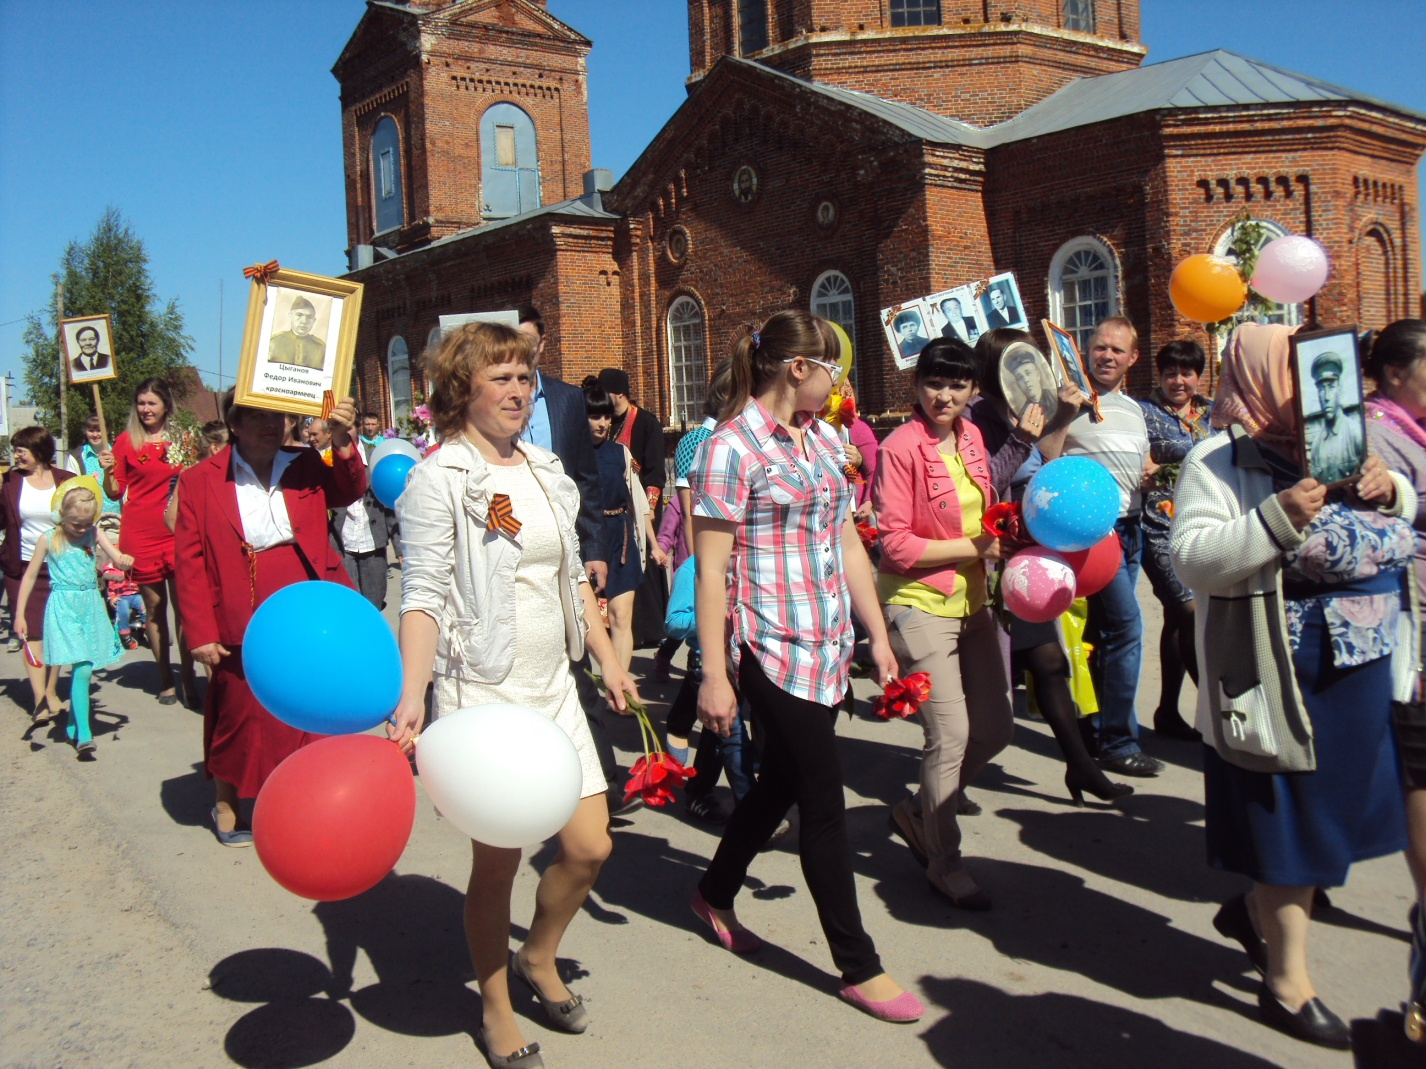 Цыганов
Федор Иванович
красноармеец